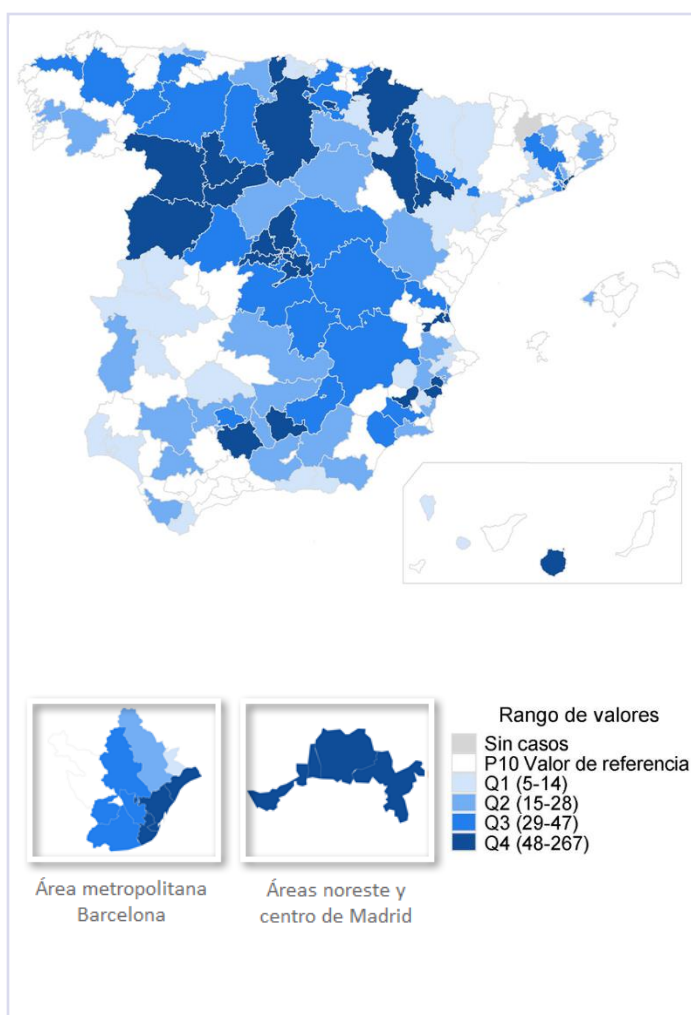 Rango de valores
Sin casos
P10 Valor de referencia
Q1 (5-14)
Q2 (15-28)
Q3 (29-47)
Q4 (48-267)
Área metropolitana
Barcelona
Áreas noreste y
centro de Madrid